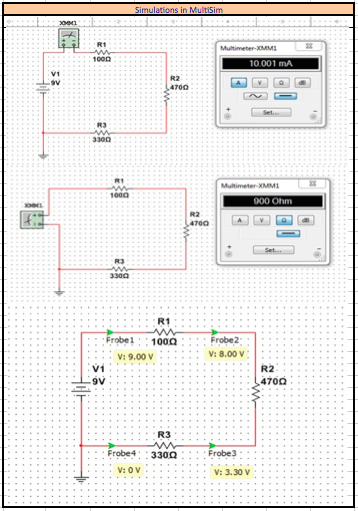 Simulations in MultiSim
XMM1
R1
100Ω
V1
9V
R2
470Ω
R3
330Ω
Multimeter-XMM1
10.001 mA
A V Ω dB
Set...
+ -
XMM1
R1
100Ω
R2
470Ω
R3
330Ω
Multimeter-XMM1
900 Ohm
A V Ω dB
Set...
+ -
R1
Probe1 100Ω Probe2
V: 9.00 V V: 8.00 V
V1
9V
R2
470Ω
R3
Probe4 330Ω Probe3
V: 0 V V: 3.30 V